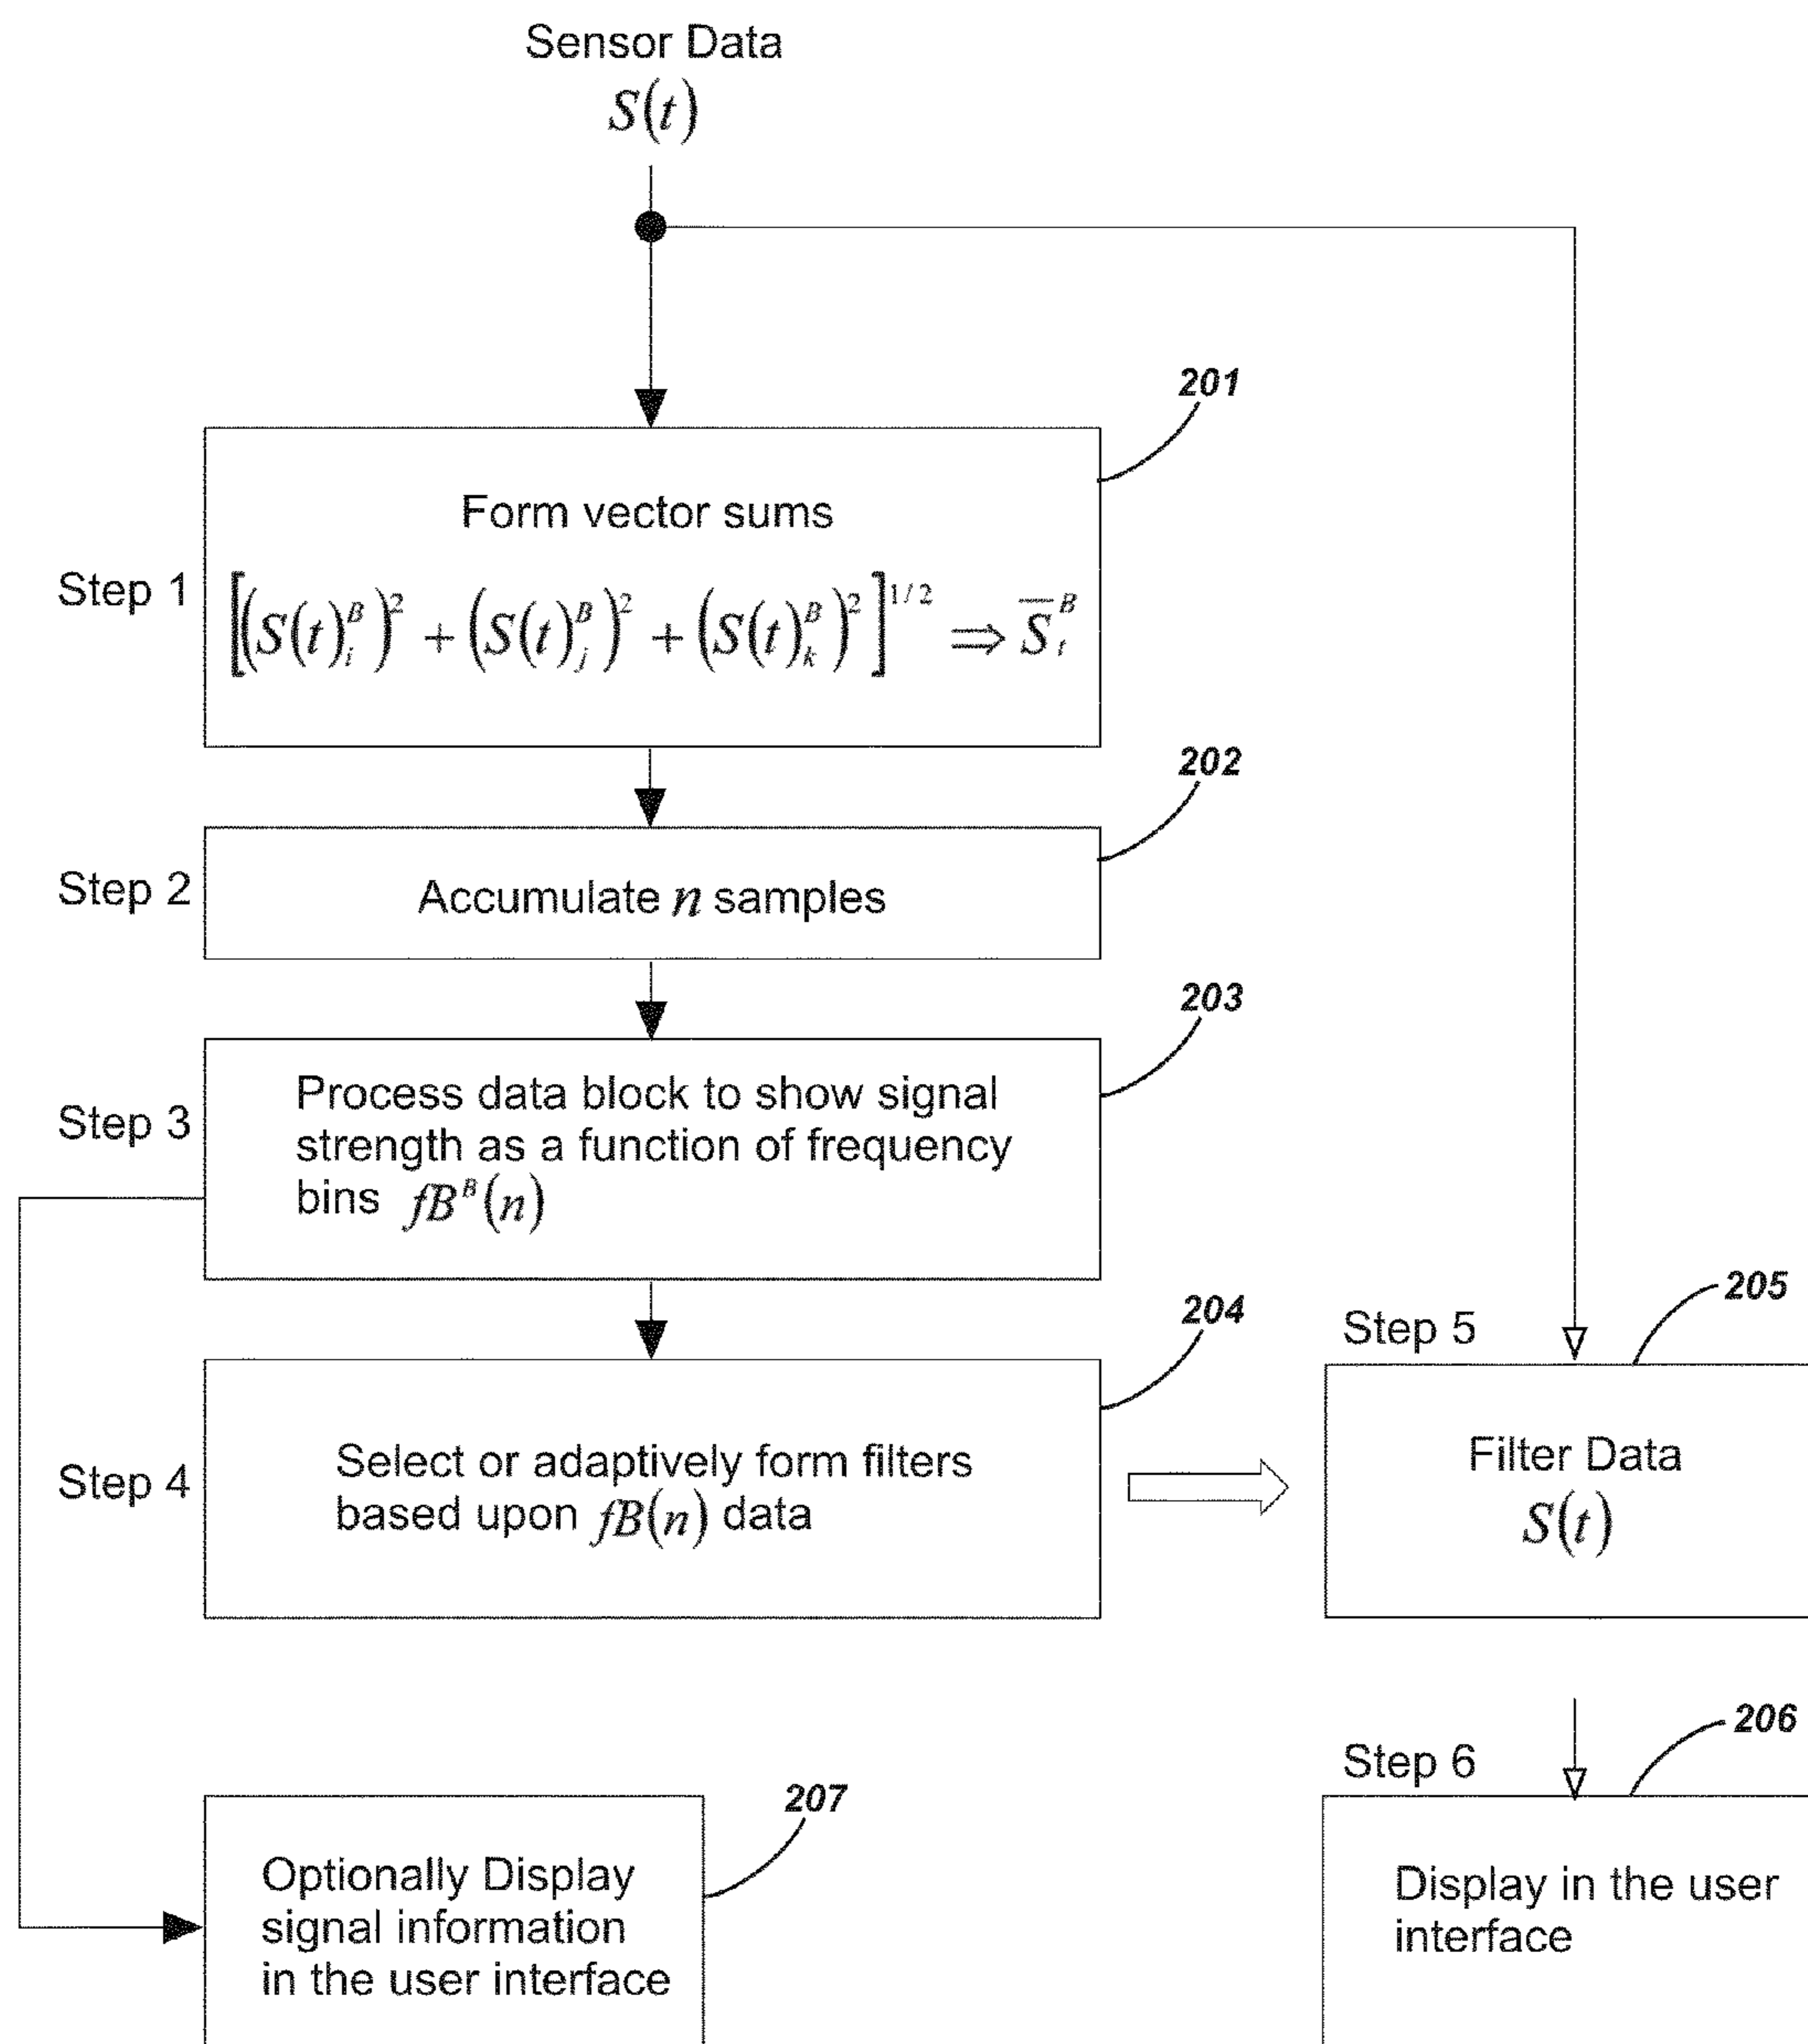 Sensor Data
S(t)
201
Form vector sums
Step 1
[(S(t)_i^B)^2 + (S(t)_j^B)^2 + (S(t)_k^B)^2]^{1/2} ⇒ \overline{S}_t^B
202
Step 2
Accumulate n samples
203
Step 3
Process data block to show signal
strength as a function of frequency
bins fB^B(n)
204
Step 4
Select or adaptively form filters
based upon fB(n) data
205
Step 5
Filter Data
S(t)
206
Step 6
Display in the user
interface
207
Optionally Display
signal information
in the user interface